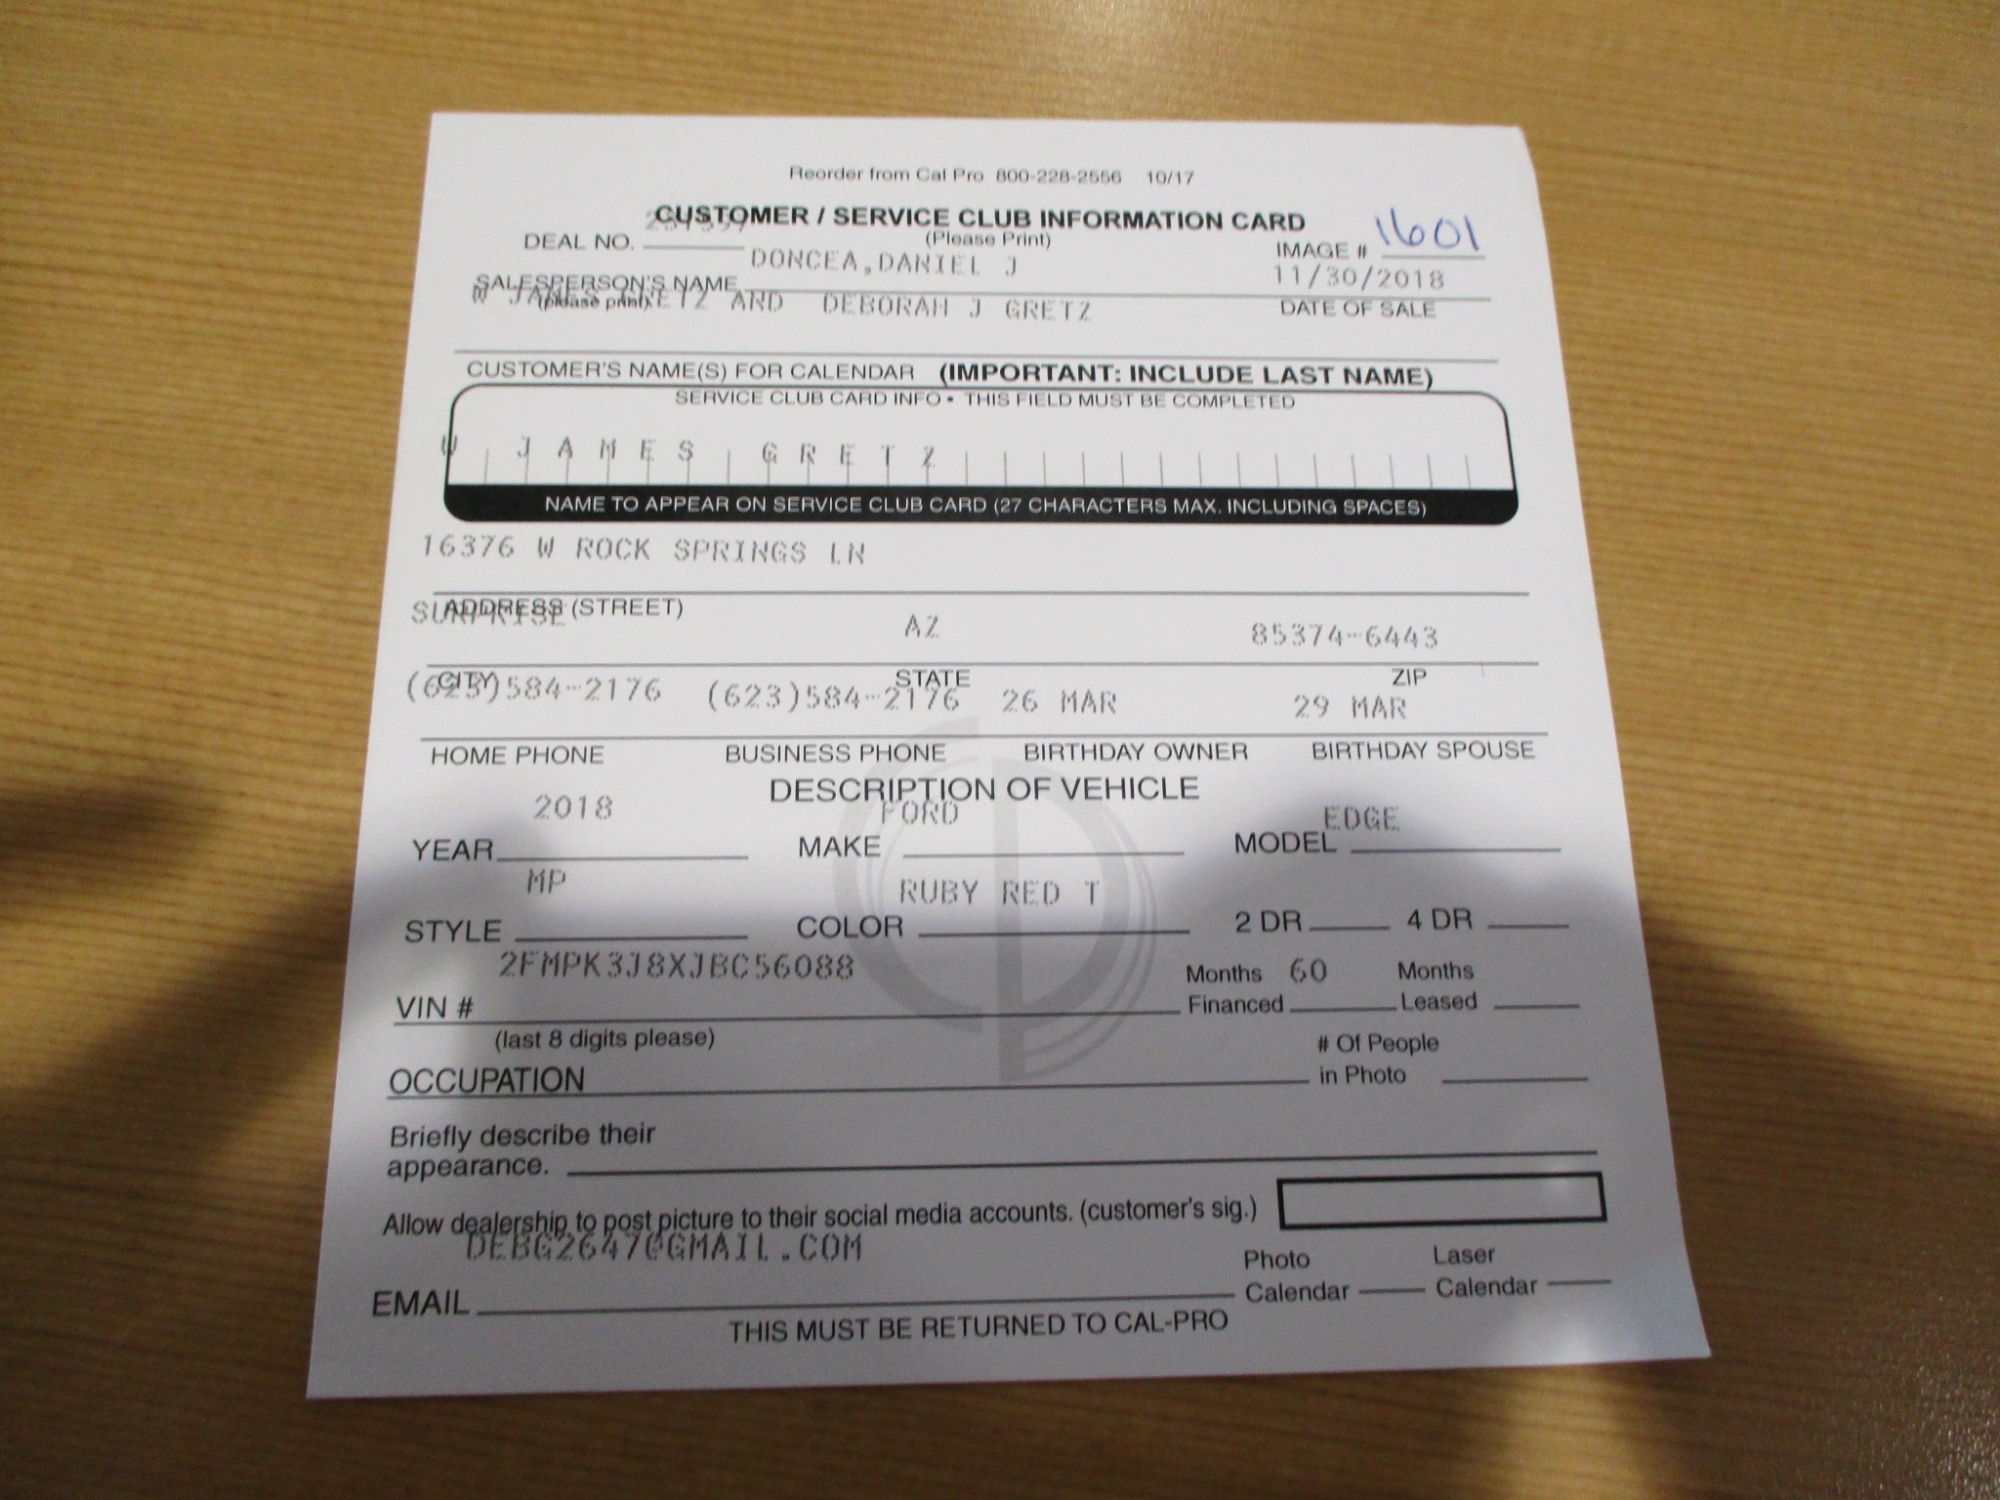 Reorder from Cal Pro 800-228-2556 10/17
CUSTOMER / SERVICE CLUB INFORMATION CARD
(Please Print)
DEAL NO.
IMAGE # 1601
DONCEA,DANIEL J
11/30/2018
SALESPERSON'S NAME
(please print)
DATE OF SALE
W JAMES GRETZ AND DEBORAH J GRETZ
CUSTOMER'S NAME(S) FOR CALENDAR (IMPORTANT: INCLUDE LAST NAME)
SERVICE CLUB CARD INFO • THIS FIELD MUST BE COMPLETED
W JAMES GRETZ
NAME TO APPEAR ON SERVICE CLUB CARD (27 CHARACTERS MAX. INCLUDING SPACES)
16376 W ROCK SPRINGS LN
ADDRESS (STREET)
SURPRISE AZ 85374-6443
CITY STATE ZIP
(623)584-2176 (623)584-2176 26 MAR 29 MAR
HOME PHONE BUSINESS PHONE BIRTHDAY OWNER BIRTHDAY SPOUSE
DESCRIPTION OF VEHICLE
2018 FORD EDGE
YEAR MAKE MODEL
MP RUBY RED T
STYLE COLOR 2 DR 4 DR
2FMPK3J8XJBC56088
Months 60 Months
VIN # Financed Leased
(last 8 digits please)
# Of People
OCCUPATION in Photo
Briefly describe their
appearance.
Allow dealership to post picture to their social media accounts. (customer's sig.)
DEBG2647@GMAIL.COM
Photo Laser
EMAIL Calendar Calendar
THIS MUST BE RETURNED TO CAL-PRO